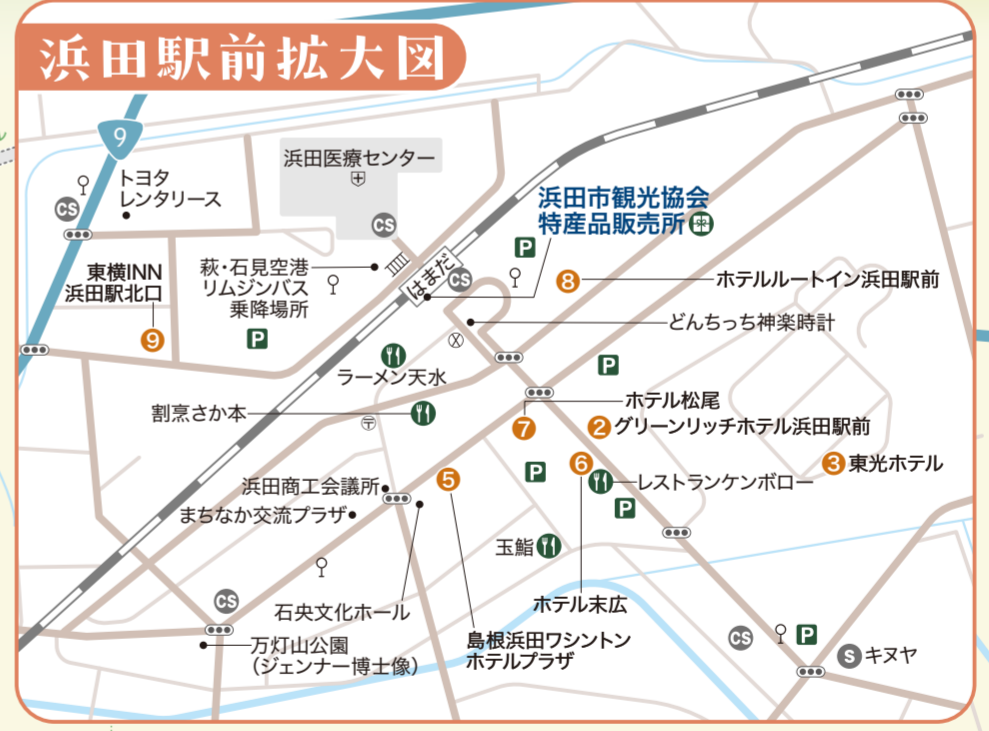 浜田駅前拡大図
9
浜田医療センター
トヨタ
レンタリース
CS
CS
浜田市観光協会
特産品販売所
P
東横INN
浜田駅北口
9
萩・石見空港
リムジンバス
乗降場所
P
はまだ
CS
8
ホテルルートイン浜田駅前
どんちっち神楽時計
X
ラーメン天水
P
割烹さか本
〒
ホテル松尾
7
2
グリーンリッチホテル浜田駅前
3
東光ホテル
6
レストランケンボロー
P
P
5
浜田商工会議所
まちなか交流プラザ
玉鮨
石央文化ホール
ホテル末広
CS
万灯山公園
（ジェンナー博士像）
島根浜田ワシントン
ホテルプラザ
CS
P
S
キヌヤ